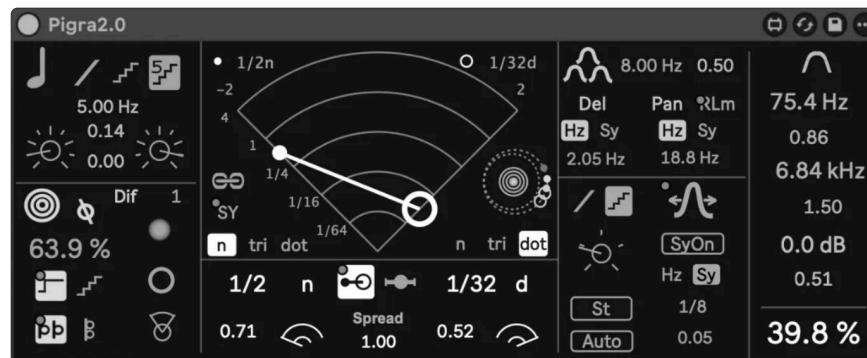 Pigra2.0
5
5.00 Hz
0.14
0.00
Dif 1
63.9 %
1/2n
1/32d
-2
2
4
1
1/4
1/16
1/64
SY
n tri dot
n tri dot
1/2 n
1/32 d
Spread
0.71
1.00
0.52
8.00 Hz 0.50
Del Pan RLm
Hz Sy Hz Sy
2.05 Hz 18.8 Hz
SyOn
Hz Sy
St 1/8
Auto 0.05
75.4 Hz
0.86
6.84 kHz
1.50
0.0 dB
0.51
39.8 %